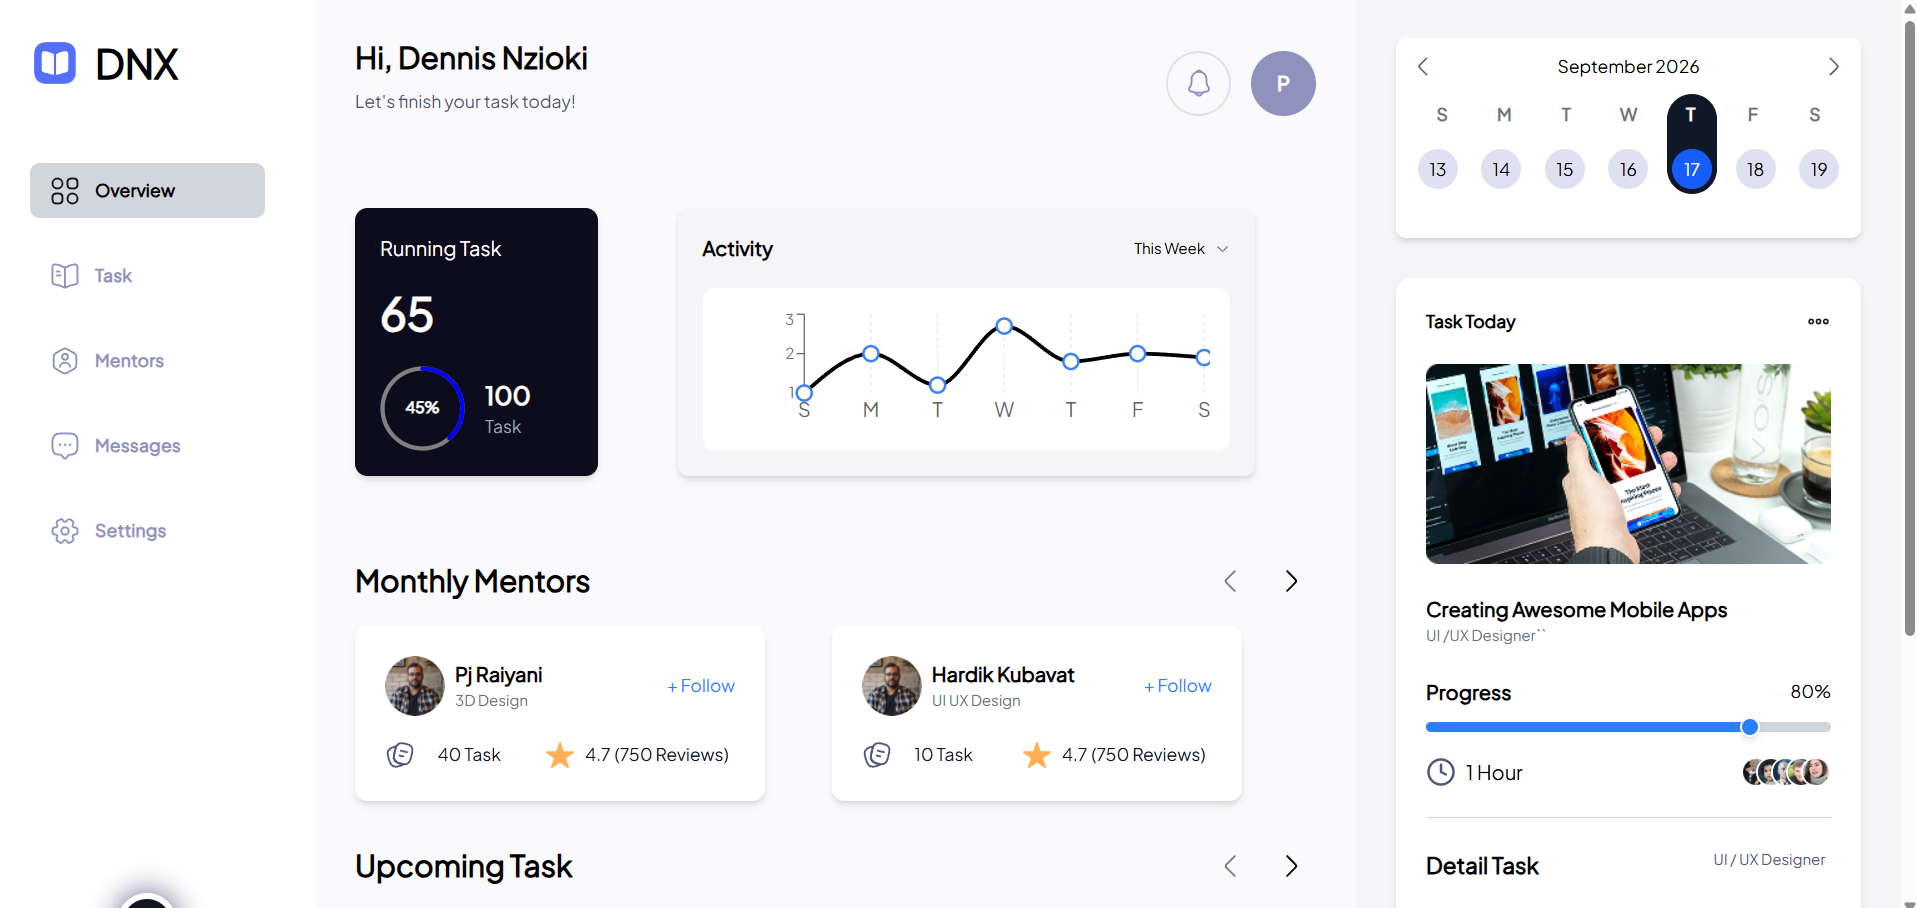 DNX
Overview
Task
Mentors
Messages
Settings
Hi, Dennis Nzioki
Let's finish your task today!
P
Running Task
65
45%
100
Task
Activity
This Week
3
2
1
S M T W T F S
Monthly Mentors
Pj Raiyani
3D Design
+ Follow
40 Task
4.7 (750 Reviews)
Hardik Kubavat
UI UX Design
+ Follow
10 Task
4.7 (750 Reviews)
Upcoming Task
September 2026
S M T W T F S
13 14 15 16 17 18 19
Task Today
Creating Awesome Mobile Apps
UI /UX Designer``
Progress
80%
1 Hour
Detail Task
UI / UX Designer